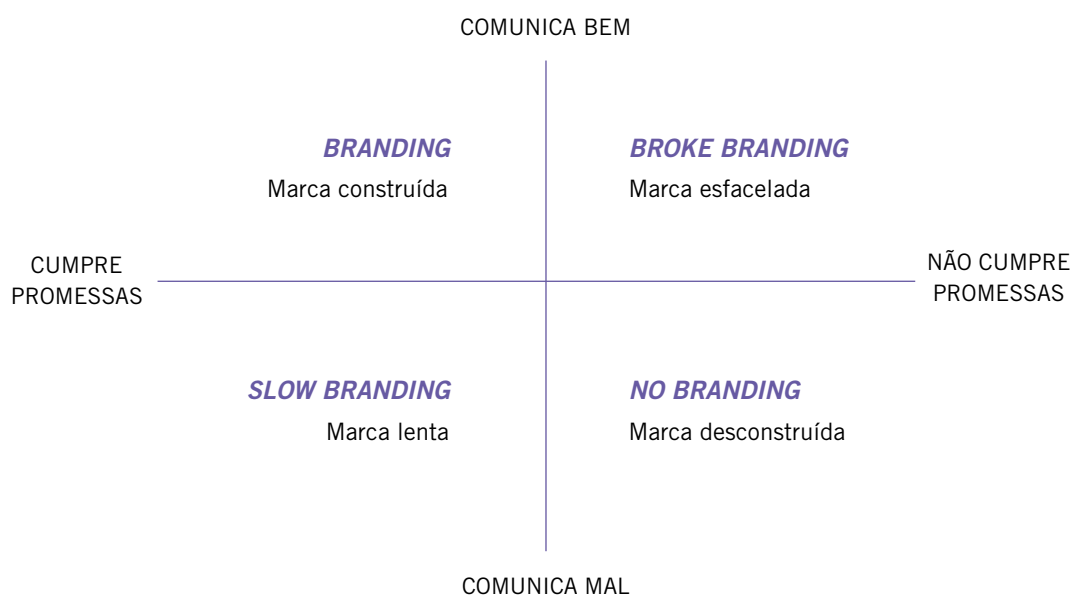 COMUNICA BEM
BRANDING
Marca construída
BROKE BRANDING
Marca esfacelada
CUMPRE
PROMESSAS
NÃO CUMPRE
PROMESSAS
SLOW BRANDING
Marca lenta
NO BRANDING
Marca desconstruída
COMUNICA MAL